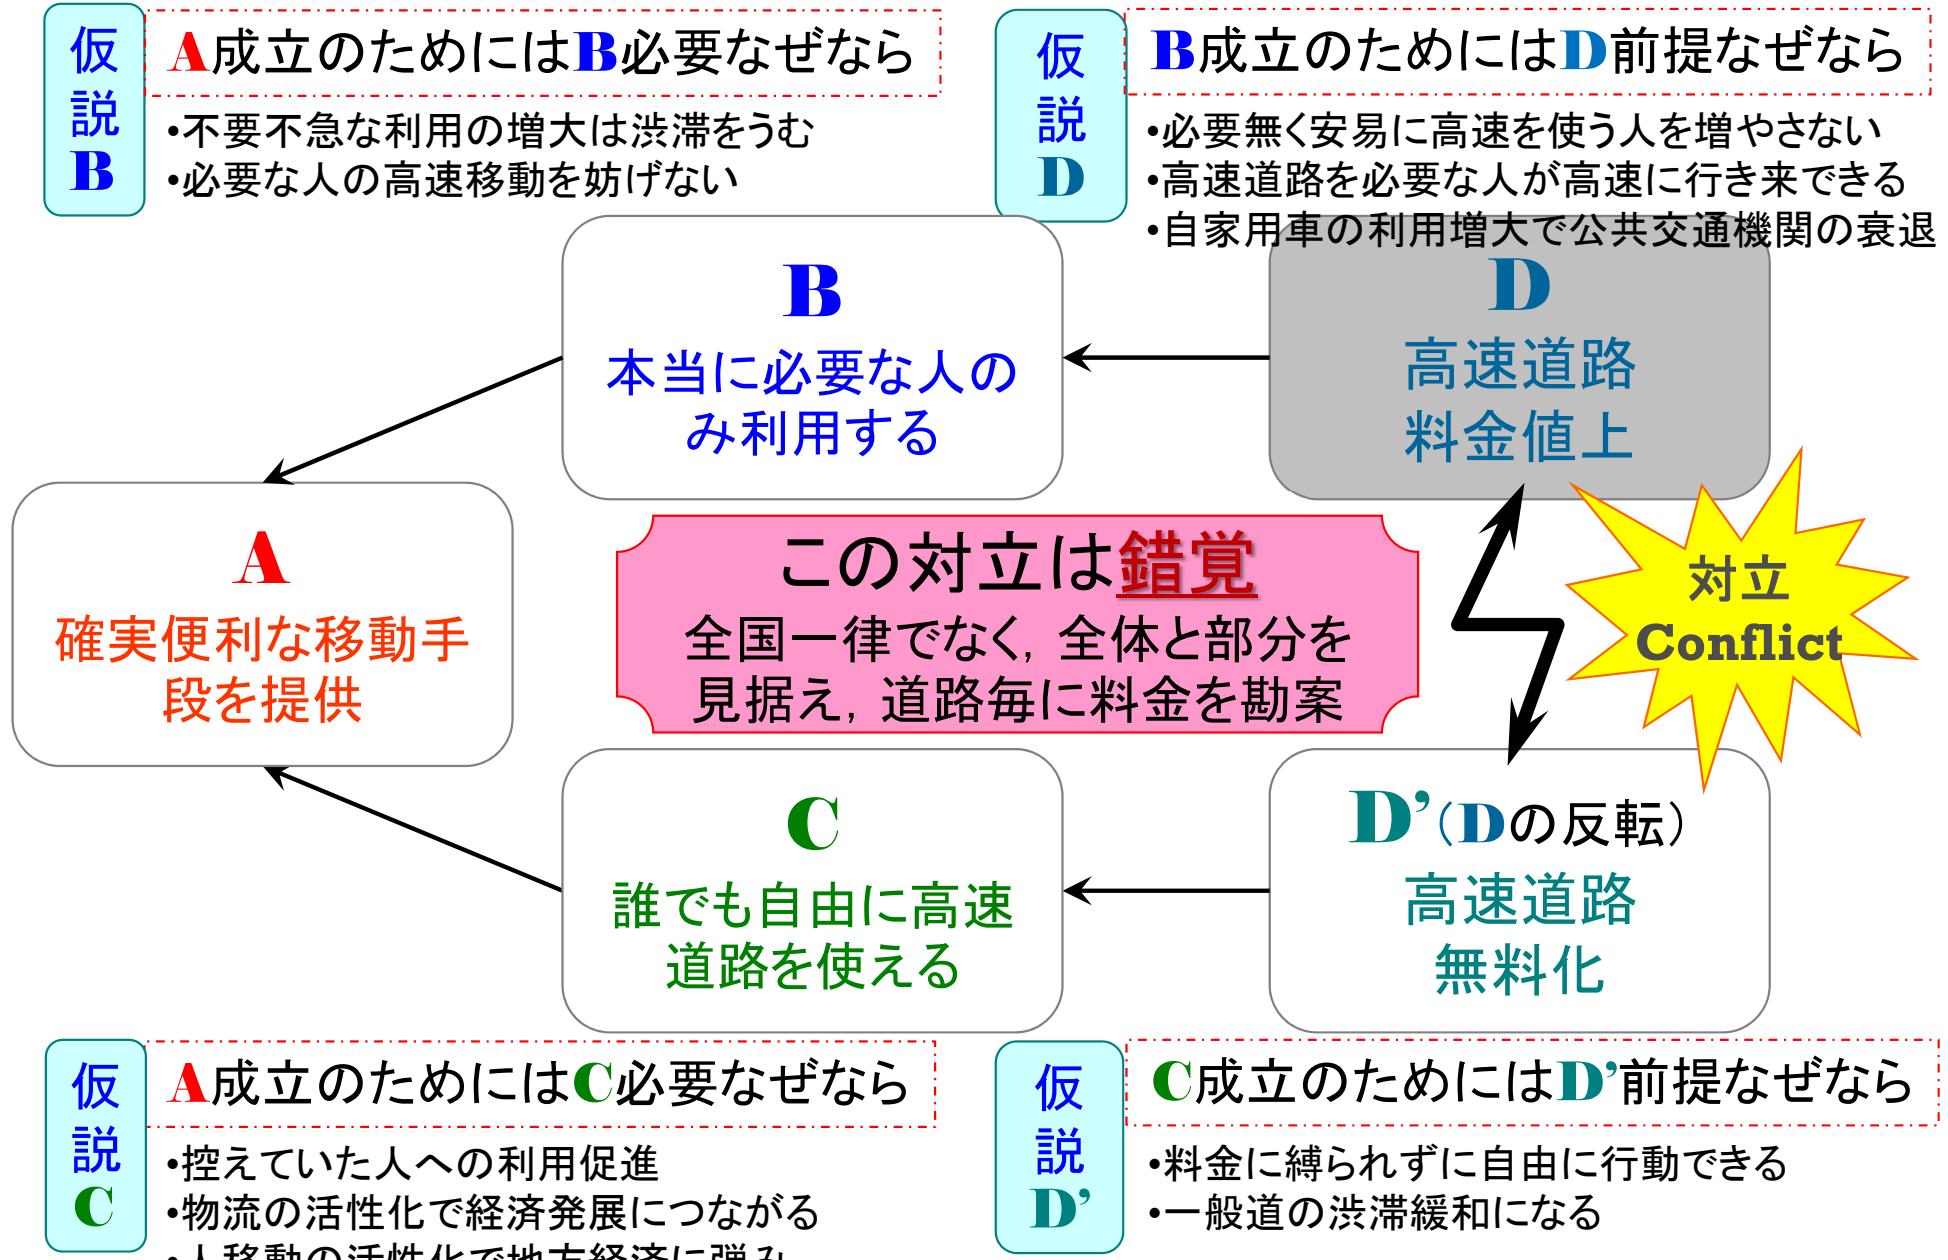 仮
説
B
A成立のためにはB必要なぜなら
•不要不急な利用の増大は渋滞をうむ
•必要な人の高速移動を妨げない
仮
説
D
B成立のためにはD前提なぜなら
•必要無く安易に高速を使う人を増やさない
•高速道路を必要な人が高速に行き来できる
•自家用車の利用増大で公共交通機関の衰退
B
本当に必要な人の
み利用する
D
高速道路
料金値上
A
確実便利な移動手
段を提供
この対立は錯覚
全国一律でなく，全体と部分を
見据え，道路毎に料金を勘案
対立
Conflict
C
誰でも自由に高速
道路を使える
D’（Dの反転）
高速道路
無料化
仮
説
C
A成立のためにはC必要なぜなら
•控えていた人への利用促進
•物流の活性化で経済発展につながる
•人移動の活性化で地方経済に弾み
仮
説
D’
C成立のためにはD’前提なぜなら
•料金に縛られずに自由に行動できる
•一般道の渋滞緩和になる